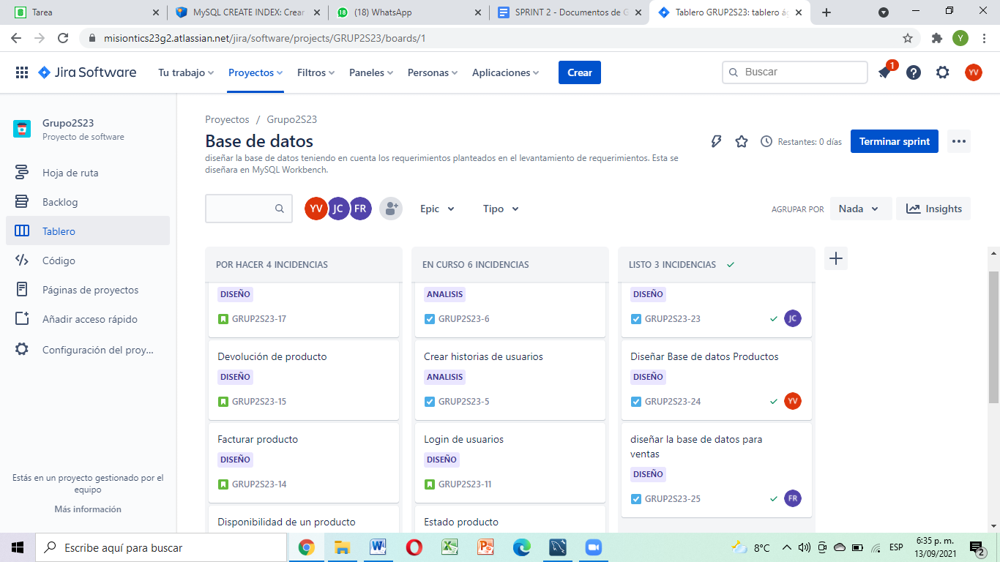 Tarea
MySQL CREATE INDEX: Crear
18
(18) WhatsApp
SPRINT 2 - Documentos de G
Tablero GRUP2S23: tablero ág
misiontics23g2.atlassian.net/jira/software/projects/GRUP2S23/boards/1
Y
Jira Software
Tu trabajo
Proyectos
Filtros
Paneles
Personas
Aplicaciones
Crear
Buscar
1
YV
Grupo2S23
Proyecto de software
Hoja de ruta
Backlog
Tablero
Código
Páginas de proyectos
Añadir acceso rápido
Configuración del proy...
Estás en un proyecto gestionado por el
equipo
Más información
Proyectos / Grupo2S23
Base de datos
diseñar la base de datos teniendo en cuenta los requerimientos planteados en el levantamiento de requerimientos. Esta se
diseñara en MySQL Workbench.
Restantes: 0 días
Terminar sprint
YV
JC
FR
Epic
Tipo
AGRUPAR POR
Nada
Insights
POR HACER 4 INCIDENCIAS
DISEÑO
GRUP2S23-17
Devolución de producto
DISEÑO
GRUP2S23-15
Facturar producto
DISEÑO
GRUP2S23-14
Disponibilidad de un producto
EN CURSO 6 INCIDENCIAS
ANALISIS
GRUP2S23-6
Crear historias de usuarios
ANALISIS
GRUP2S23-5
Login de usuarios
DISEÑO
GRUP2S23-11
Estado producto
LISTO 3 INCIDENCIAS
DISEÑO
GRUP2S23-23
JC
Diseñar Base de datos Productos
DISEÑO
GRUP2S23-24
YV
diseñar la base de datos para
ventas
DISEÑO
GRUP2S23-25
FR
Escribe aquí para buscar
8°C
ESP
6:35 p. m.
13/09/2021
2